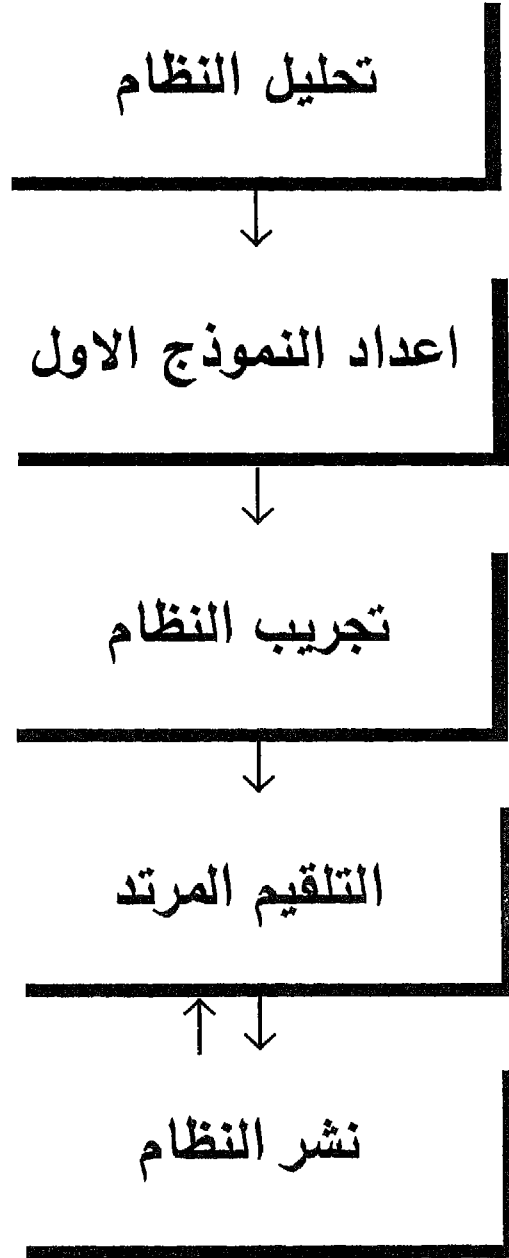 تحليل النظام
اعداد النموذج الاول
تجريب النظام
التلقيم المرتد
نشر النظام